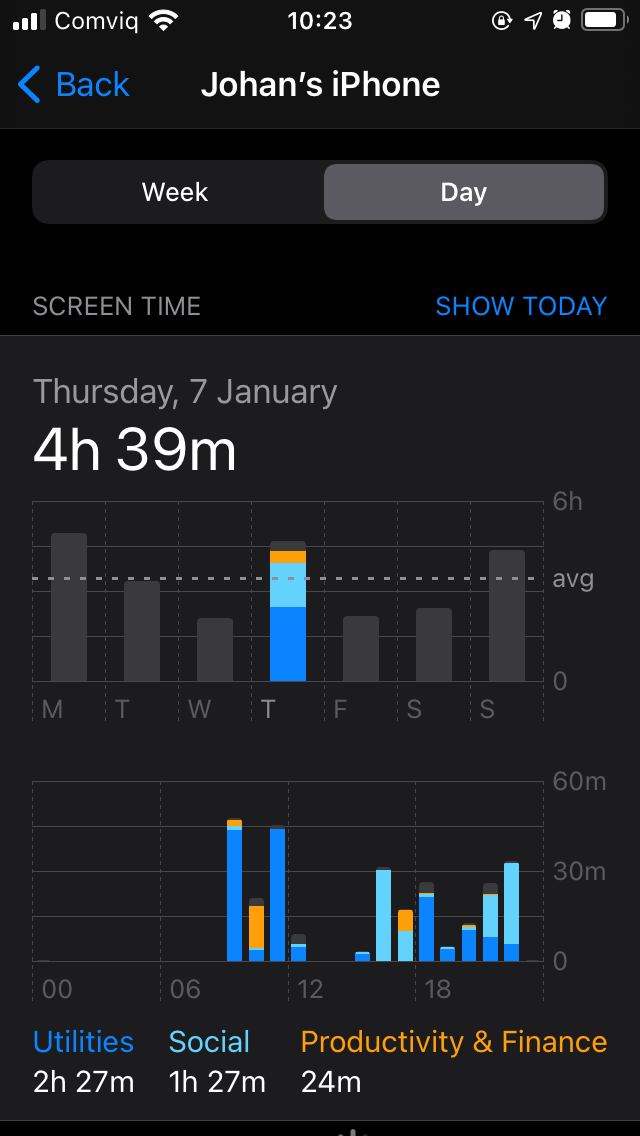 Comviq 10:23
Back Johan’s iPhone
Week Day
SCREEN TIME SHOW TODAY
Thursday, 7 January
4h 39m
6h
avg
0
M T W T F S S
60m
30m
0
00 06 12 18
Utilities Social Productivity & Finance
2h 27m 1h 27m 24m